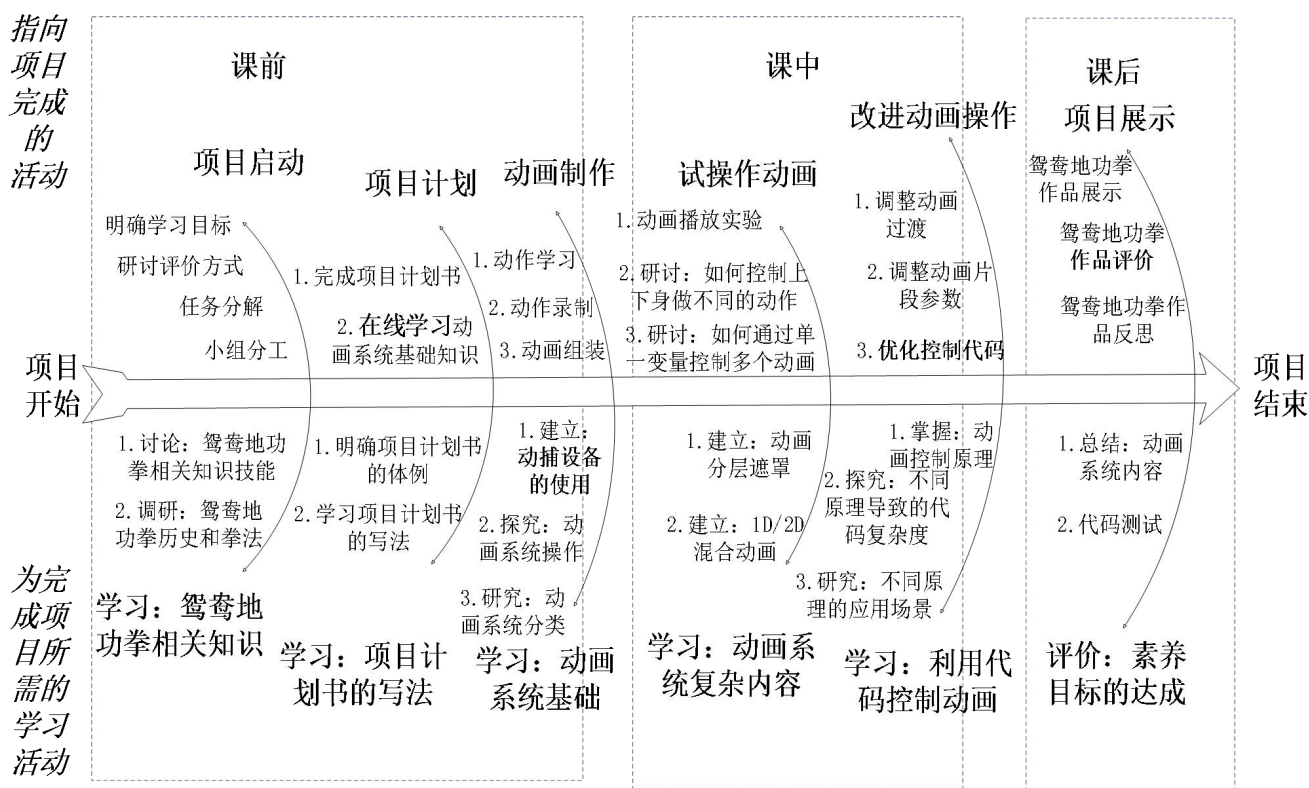 指向
项目
完成
的
活动
课前
项目启动
明确学习目标
研讨评价方式
任务分解
小组分工
项目计划
1.完成项目计划书
2.在线学习动
画系统基础知识
动画制作
1.动作学习
2.动作录制
3.动画组装
课中
试操作动画
1.动画播放实验
2.研讨：如何控制上
下身做不同的动作
3.研讨：如何通过单
一变量控制多个动画
改进动画操作
1.调整动画
过渡
2.调整动画片
段参数
3.优化控制代码
课后
项目展示
鸳鸯地功拳
作品展示
鸳鸯地功拳
作品评价
鸳鸯地功拳作
品反思
项目
开始
项目
结束
为完
成项
目所
需的
学习
活动
1.讨论：鸳鸯地功
拳相关知识技能
2.调研：鸳鸯地
功拳历史和拳法
学习：鸳鸯地
功拳相关知识
1.明确项目计划书
的体例
2.学习项目计划书
的写法
学习：项目计
划书的写法
1.建立：
动捕设备
的使用
2.探究：动
画系统操作
3.研究：动
画系统分类
学习：动画
系统基础
1.建立：动画
分层遮罩
2.建立：1D/2D
混合动画
学习：动画系
统复杂内容
1.掌握：动
画控制原理
2.探究：不同
原理导致的代
码复杂度
3.研究：不同原
理的应用场景
学习：利用代
码控制动画
1.总结：动画
系统内容
2.代码测试
评价：素养
目标的达成